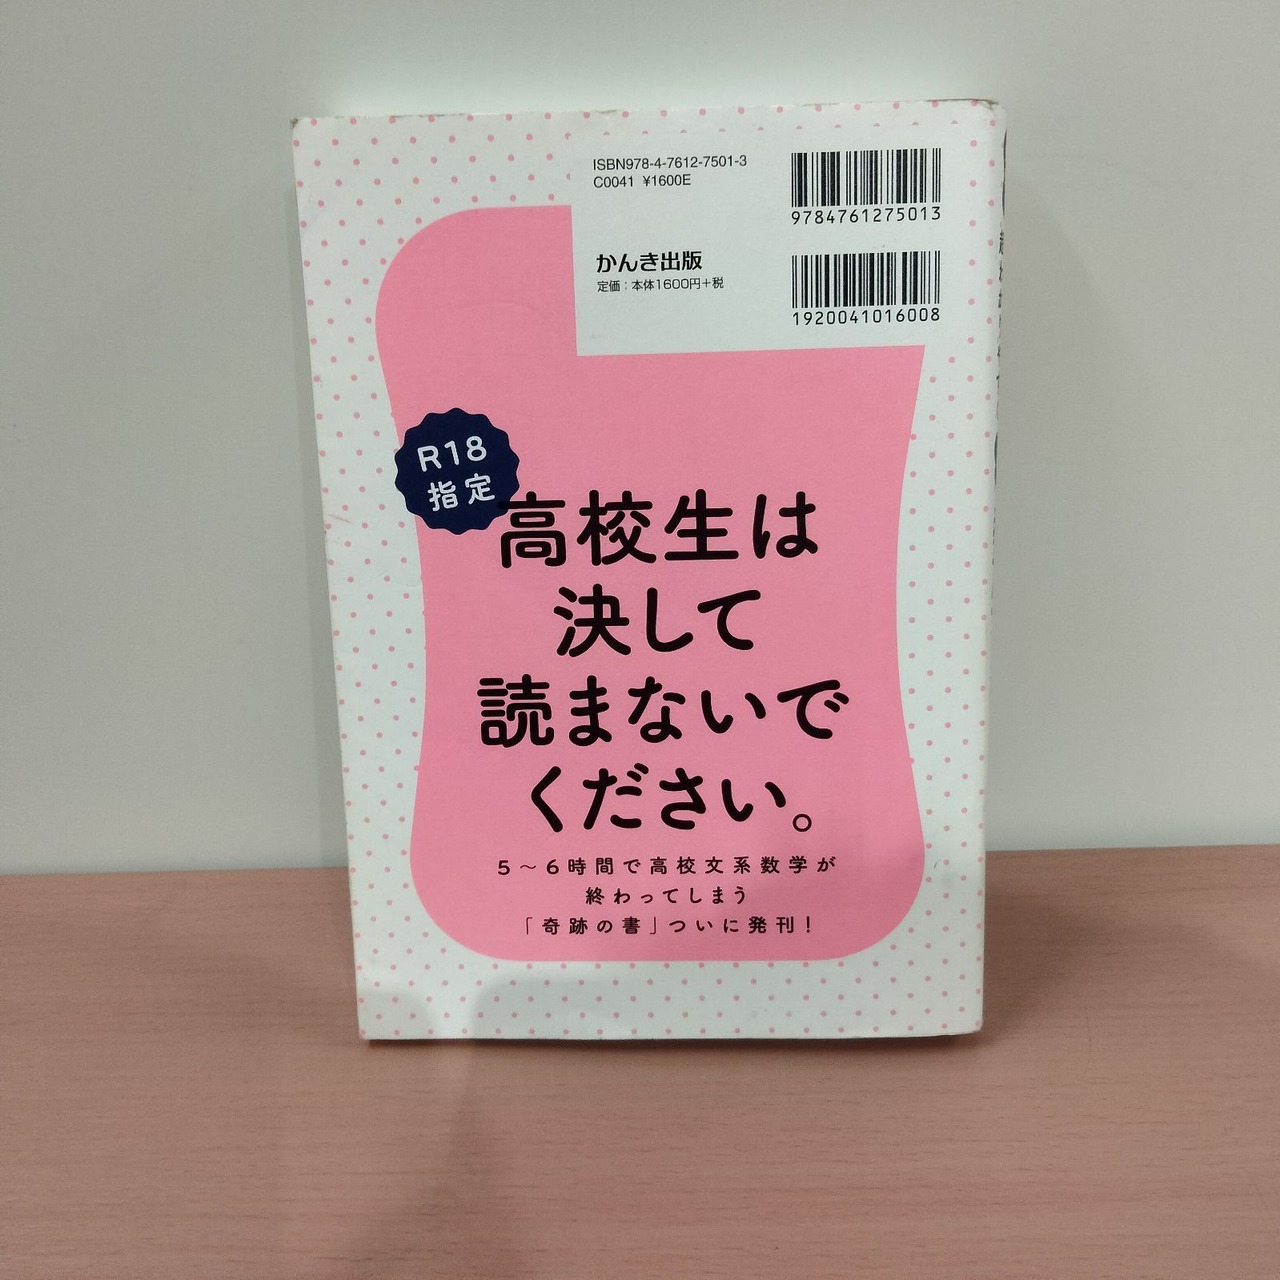 ISBN978-4-7612-7501-3
C0041 ¥1600E
9784761275013
かんき出版
定価：本体1600円+税
1920041016008
R18
指定
高校生は
決して
読まないで
ください。
5〜6時間で高校文系数学が
終わってしまう
「奇跡の書」ついに発刊！